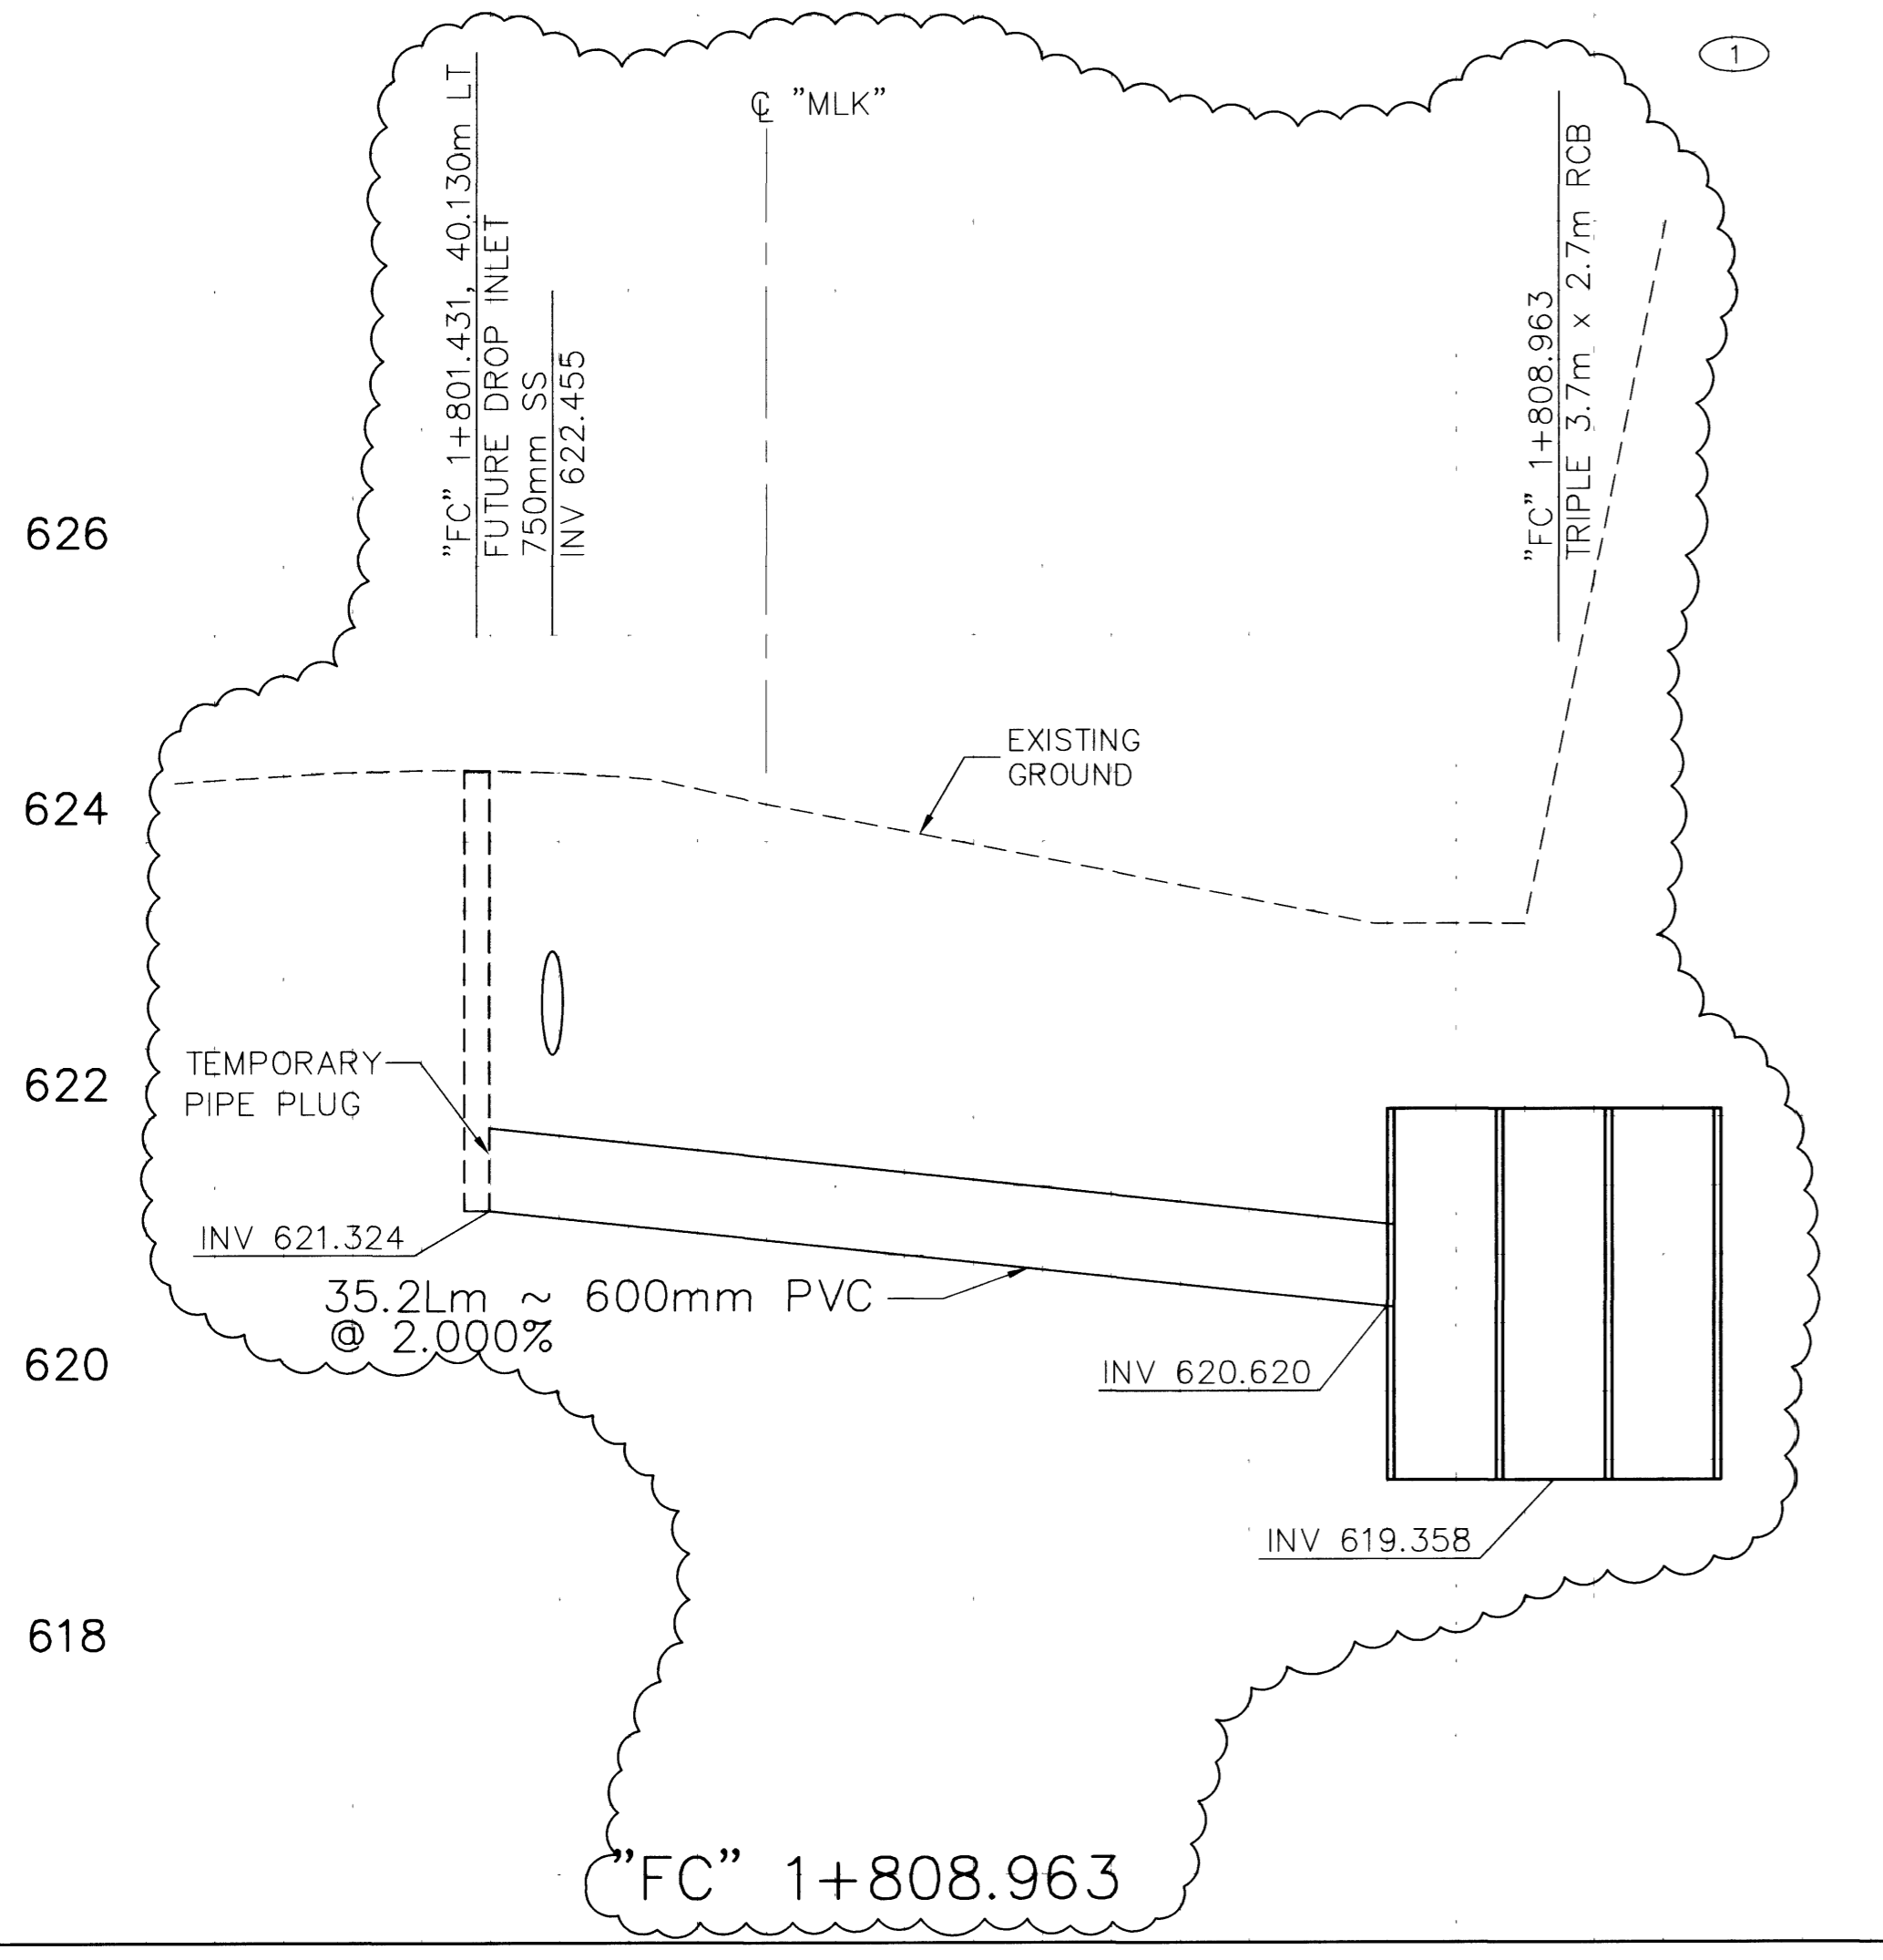 1
℄ "MLK"
"FC" 1+801.431, 40.130m LT
FUTURE DROP INLET
750mm SS
INV 622.455
"FC" 1+808.963
TRIPLE 3.7m x 2.7m RCB
626
EXISTING
GROUND
624
TEMPORARY
PIPE PLUG
622
INV 621.324
35.2Lm ~ 600mm PVC
@ 2.000%
620
INV 620.620
INV 619.358
618
"FC" 1+808.963